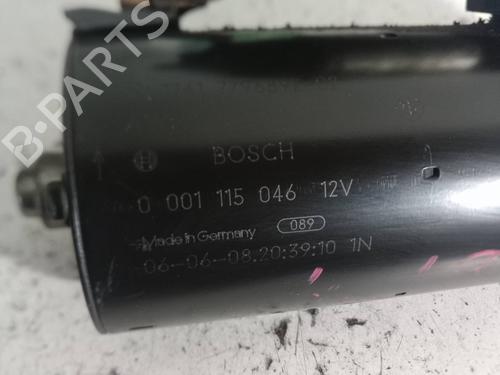 BOSCH
0 001 115 046 12V
Made in Germany 089
06-06-08.20:39:10 1N
B-Parts